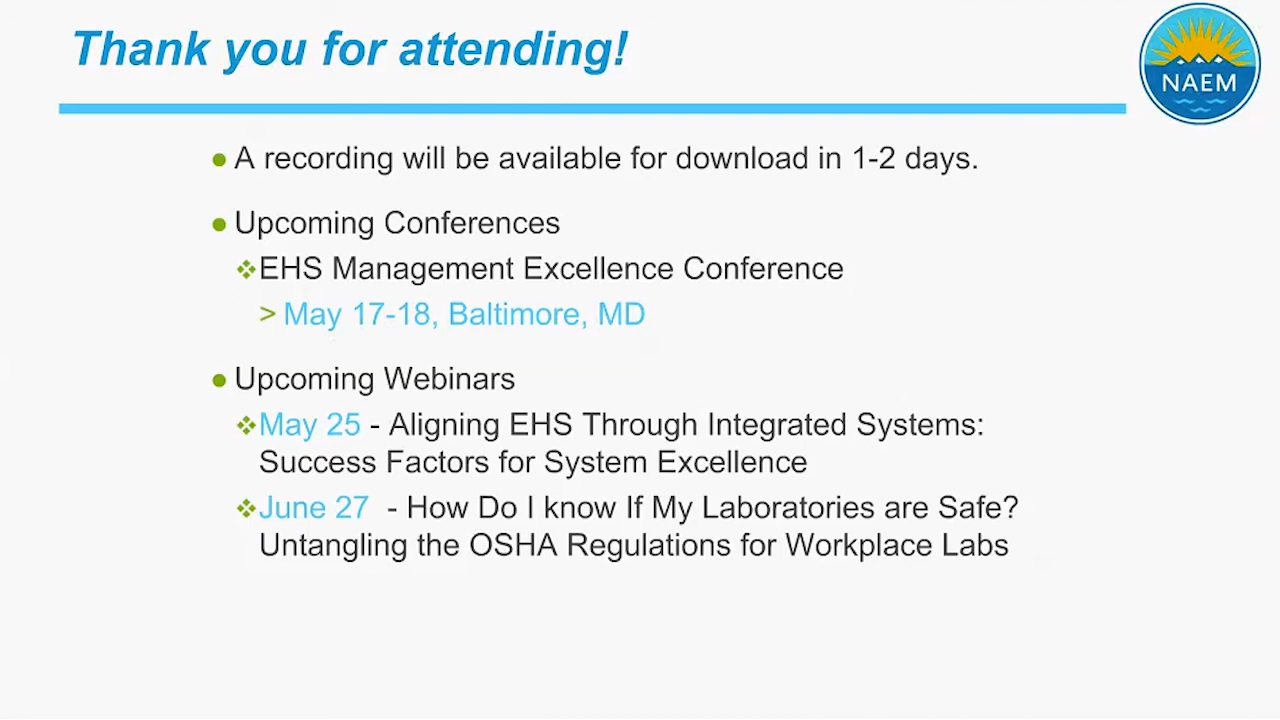 Thank you for attending!
NAEM
A recording will be available for download in 1-2 days.
Upcoming Conferences
EHS Management Excellence Conference
> May 17-18, Baltimore, MD
Upcoming Webinars
May 25 - Aligning EHS Through Integrated Systems:
Success Factors for System Excellence
June 27 - How Do I know If My Laboratories are Safe?
Untangling the OSHA Regulations for Workplace Labs